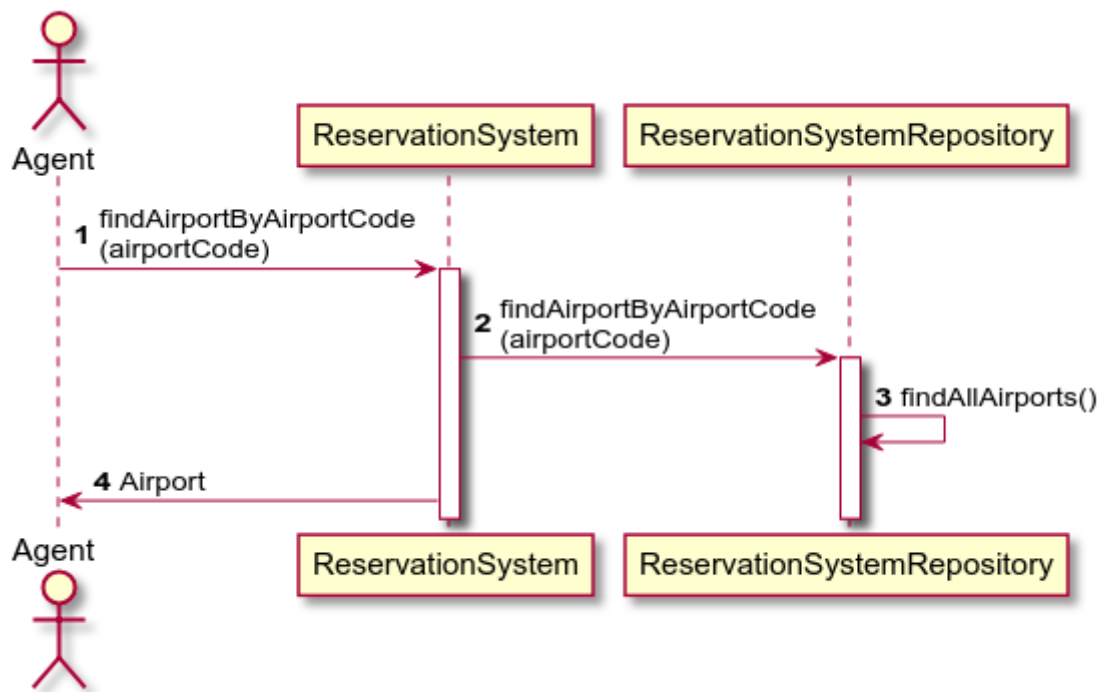 Agent
ReservationSystem
ReservationSystemRepository
1 findAirportByAirportCode
(airportCode)
2 findAirportByAirportCode
(airportCode)
3 findAllAirports()
4 Airport
Agent
ReservationSystem
ReservationSystemRepository